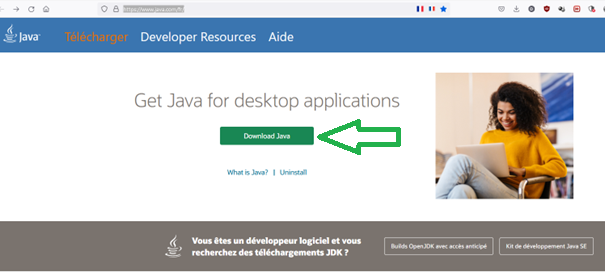 https://www.java.com/fr/
Java
Télécharger
Developer Resources
Aide
Get Java for desktop applications
Download Java
What is Java? | Uninstall
Vous êtes un développeur logiciel et vous
recherchez des téléchargements JDK ?
Builds OpenJDK avec accès anticipé
Kit de développement Java SE